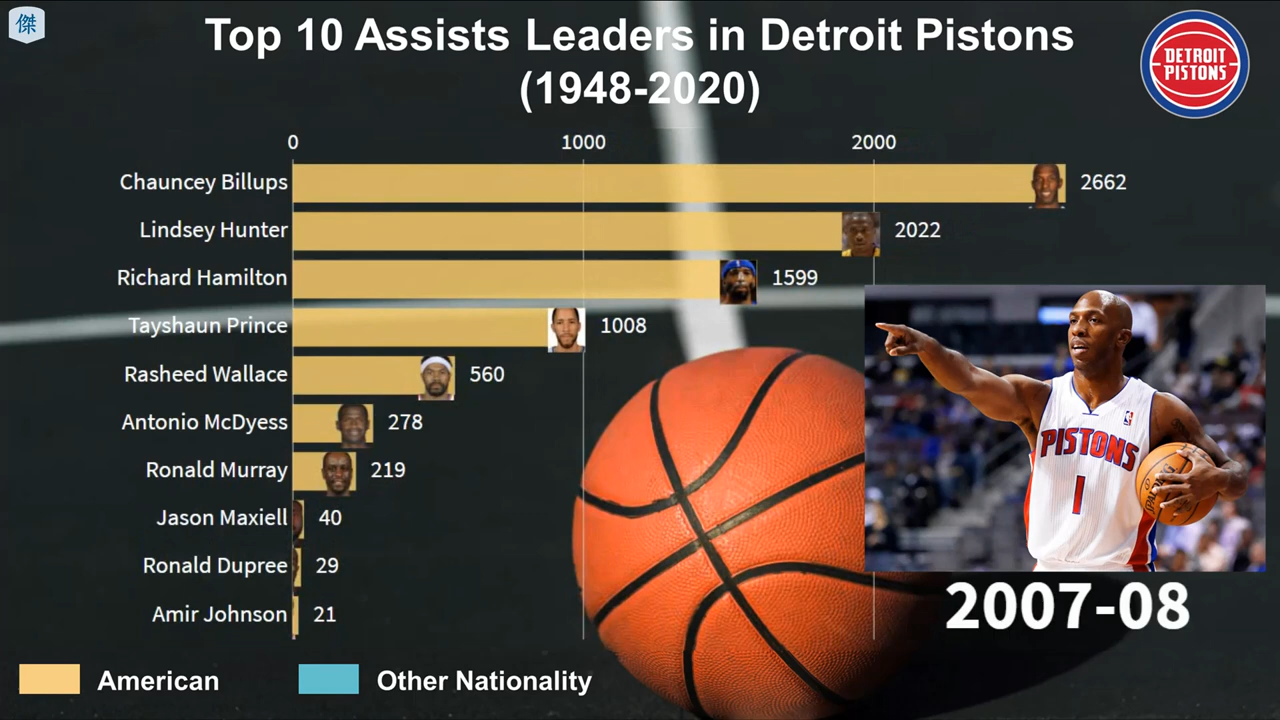 傑
Top 10 Assists Leaders in Detroit Pistons
(1948-2020)
DETROIT
PISTONS
0 1000 2000
Chauncey Billups 2662
Lindsey Hunter 2022
Richard Hamilton 1599
Tayshaun Prince 1008
Rasheed Wallace 560
Antonio McDyess 278
Ronald Murray 219
Jason Maxiell 40
Ronald Dupree 29
Amir Johnson 21
PISTONS
1
SPALDING
2007-08
American Other Nationality